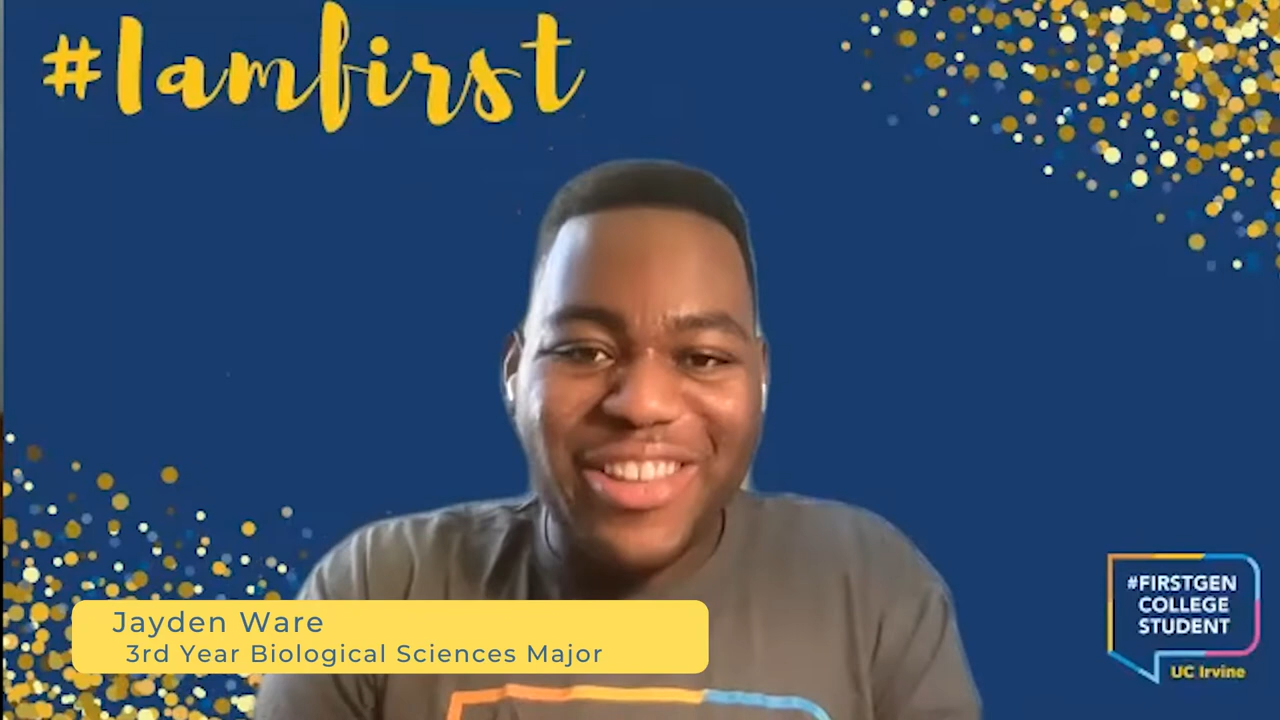 #Iamfirst
Jayden Ware
3rd Year Biological Sciences Major
#FIRSTGEN
COLLEGE
STUDENT
UC Irvine